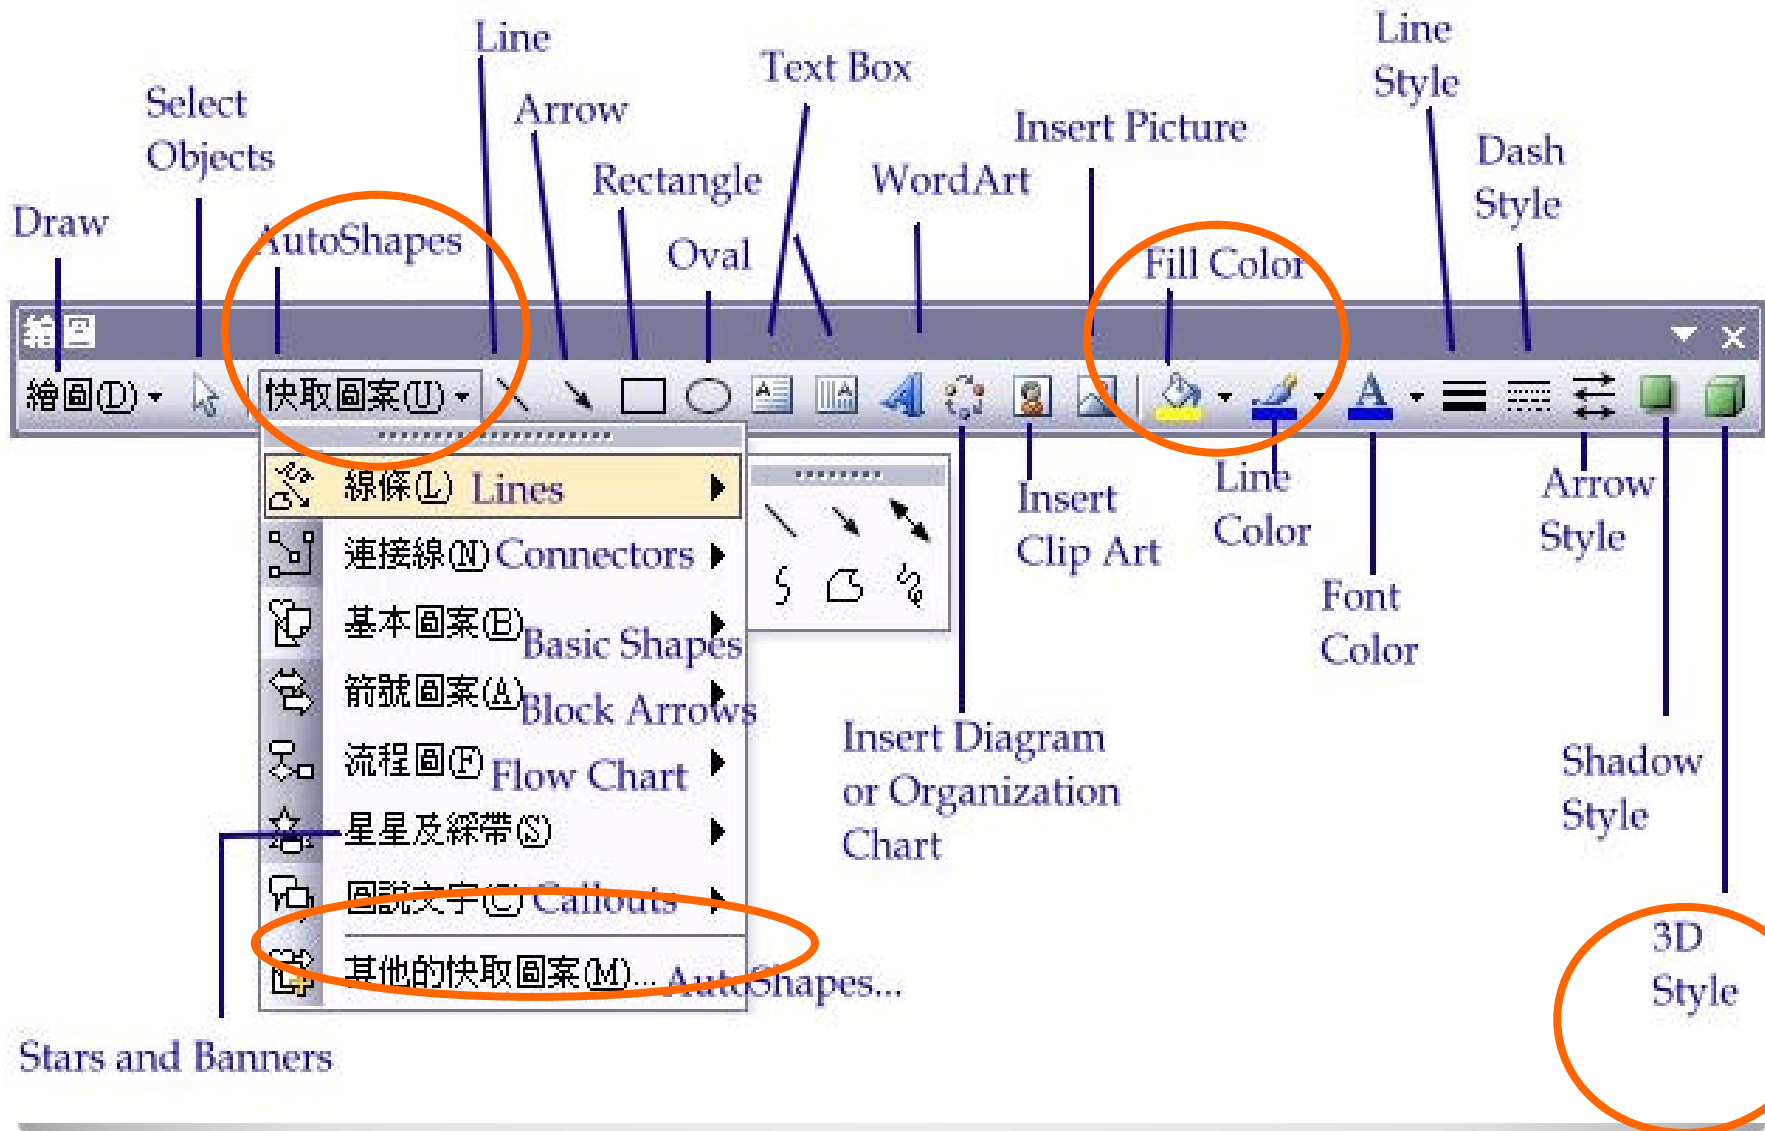 Line
Line
Style
Text Box
Select
Objects
Arrow
Insert Picture
Dash
Style
Rectangle
WordArt
Draw
AutoShapes
Oval
Fill Color
繪圖
繪圖(D)
快取圖案(U)
線條(L) Lines
連接線(N) Connectors
基本圖案(B) Basic Shapes
箭號圖案(A) Block Arrows
流程圖(F) Flow Chart
星星及綵帶(S)
圖說文字(C) Callouts
其他的快取圖案(M)... AutoShapes...
Insert
Clip Art
Line
Color
Arrow
Style
Font
Color
Insert Diagram
or Organization
Chart
Shadow
Style
3D
Style
Stars and Banners